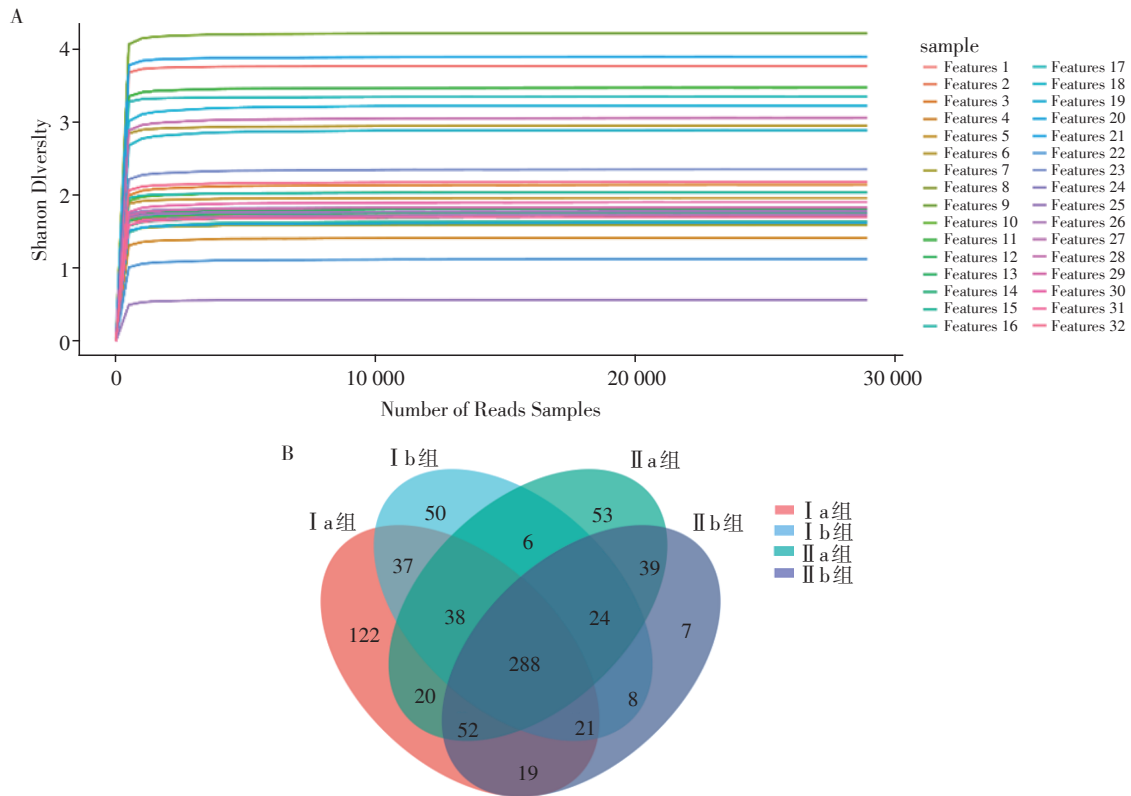 A
Shanon DIversIty
4
3
2
1
0
0
10 000
20 000
30 000
Number of Reads Samples
sample
Features 1
Features 2
Features 3
Features 4
Features 5
Features 6
Features 7
Features 8
Features 9
Features 10
Features 11
Features 12
Features 13
Features 14
Features 15
Features 16
Features 17
Features 18
Features 19
Features 20
Features 21
Features 22
Features 23
Features 24
Features 25
Features 26
Features 27
Features 28
Features 29
Features 30
Features 31
Features 32
B
Ⅰb组
Ⅱa组
Ⅰa组
Ⅱb组
50
53
6
37
39
38
24
122
7
288
20
8
52
21
19
Ⅰa组
Ⅰb组
Ⅱa组
Ⅱb组